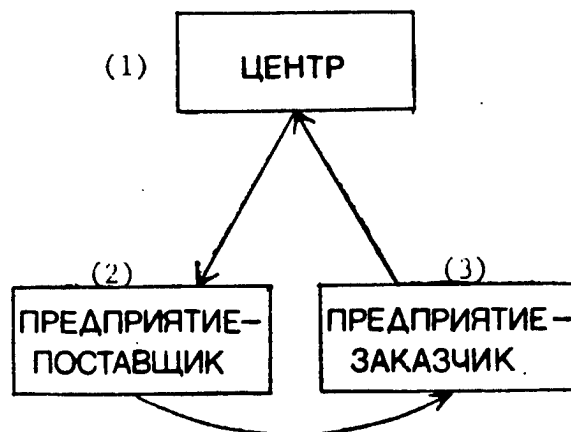 (1) ЦЕНТР
(2) (3)
ПРЕДПРИЯТИЕ–
ПОСТАВЩИК
ПРЕДПРИЯТИЕ–
ЗАКАЗЧИК